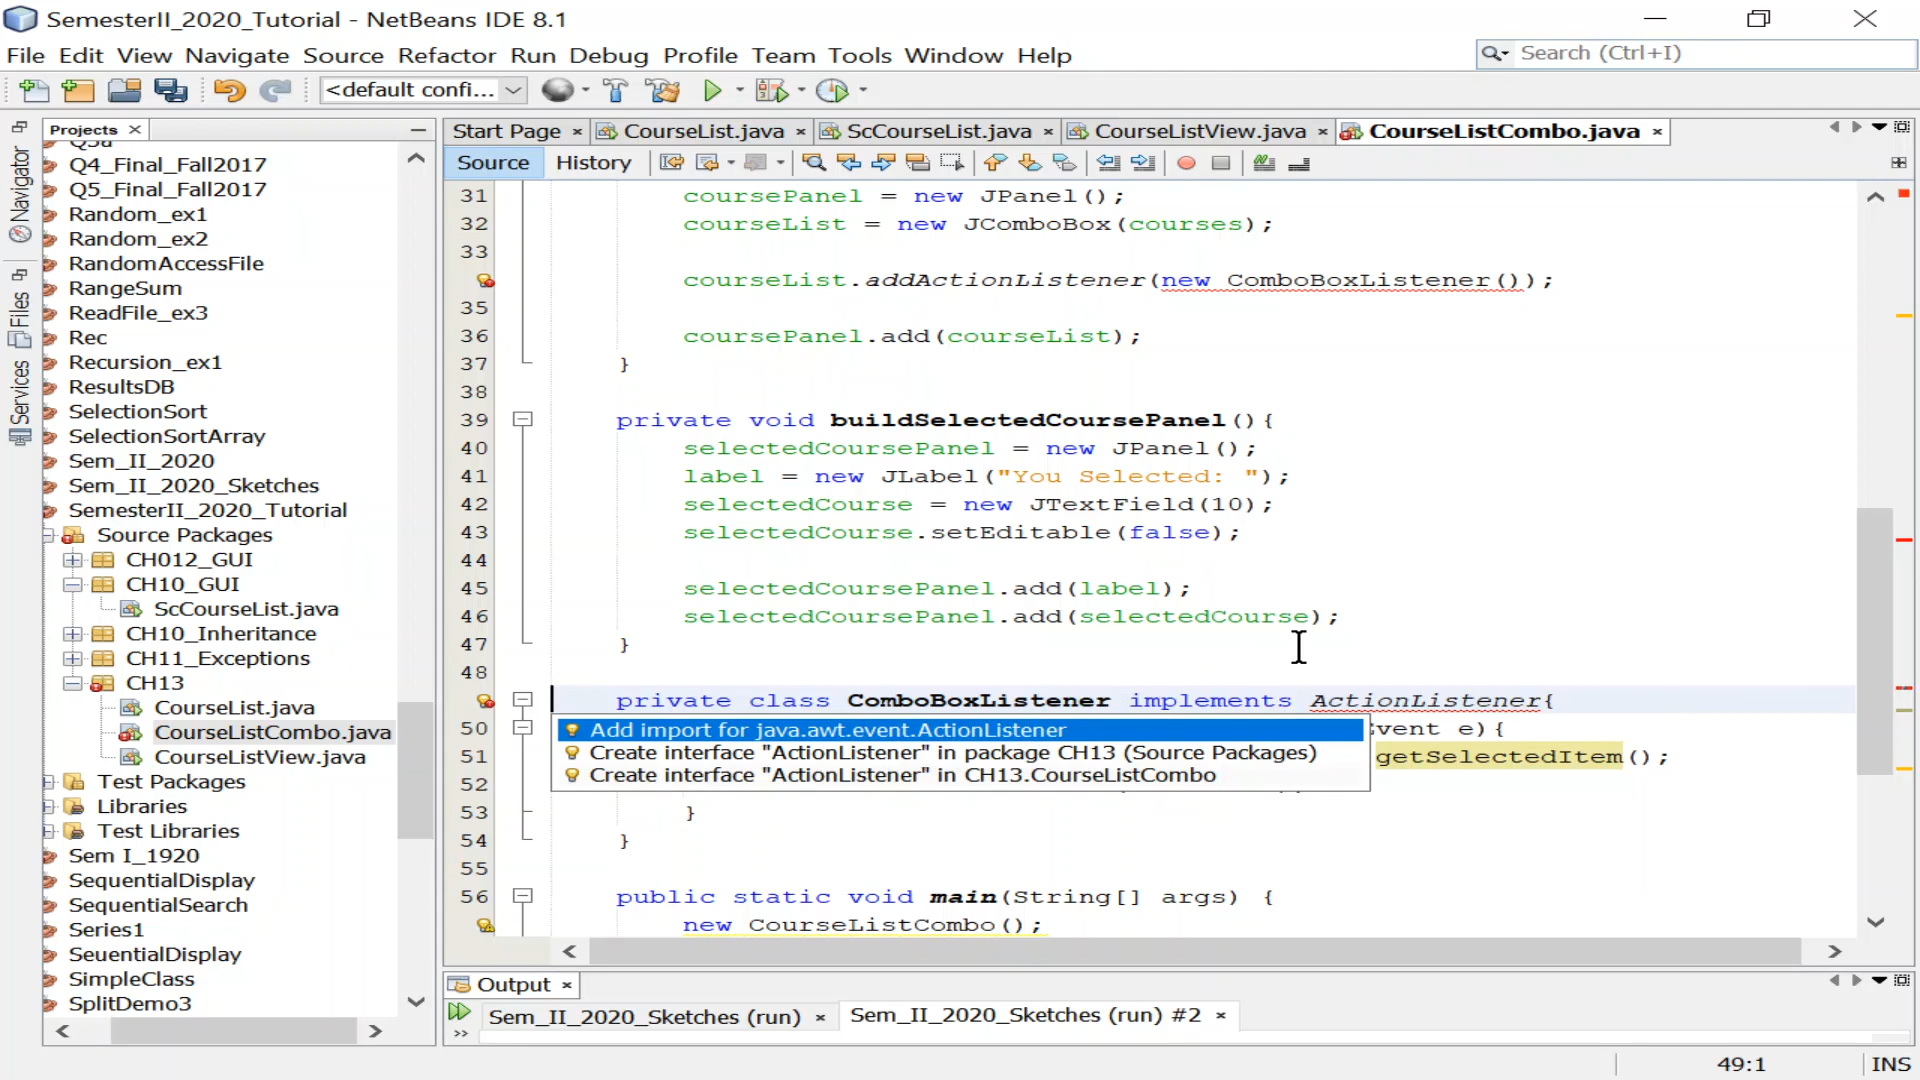 SemesterII_2020_Tutorial - NetBeans IDE 8.1
File Edit View Navigate Source Refactor Run Debug Profile Team Tools Window Help
Search (Ctrl+I)
<default confi...
Projects
Start Page
CourseList.java
ScCourseList.java
CourseListView.java
CourseListCombo.java
Source
History
Navigator
Files
Services
Q4_Final_Fall2017
Q5_Final_Fall2017
Random_ex1
Random_ex2
RandomAccessFile
RangeSum
ReadFile_ex3
Rec
Recursion_ex1
ResultsDB
SelectionSort
SelectionSortArray
Sem_II_2020
Sem_II_2020_Sketches
SemesterII_2020_Tutorial
Source Packages
CH012_GUI
CH10_GUI
ScCourseList.java
CH10_Inheritance
CH11_Exceptions
CH13
CourseList.java
CourseListCombo.java
CourseListView.java
Test Packages
Libraries
Test Libraries
Sem I_1920
SequentialDisplay
SequentialSearch
Series1
SeuentialDisplay
SimpleClass
SplitDemo3
31 coursePanel = new JPanel();
32 courseList = new JComboBox(courses);
33
courseList.addActionListener(new ComboBoxListener());
35
36 coursePanel.add(courseList);
37 }
38
39 private void buildSelectedCoursePanel(){
40 selectedCoursePanel = new JPanel();
41 label = new JLabel("You Selected: ");
42 selectedCourse = new JTextField(10);
43 selectedCourse.setEditable(false);
44
45 selectedCoursePanel.add(label);
46 selectedCoursePanel.add(selectedCourse);
47 }
48
private class ComboBoxListener implements ActionListener{
50 Event e){
51 getSelectedItem();
52
53 }
54 }
55
56 public static void main(String[] args) {
new CourseListCombo();
Add import for java.awt.event.ActionListener
Create interface "ActionListener" in package CH13 (Source Packages)
Create interface "ActionListener" in CH13.CourseListCombo
Output
Sem_II_2020_Sketches (run)
Sem_II_2020_Sketches (run) #2
49:1
INS